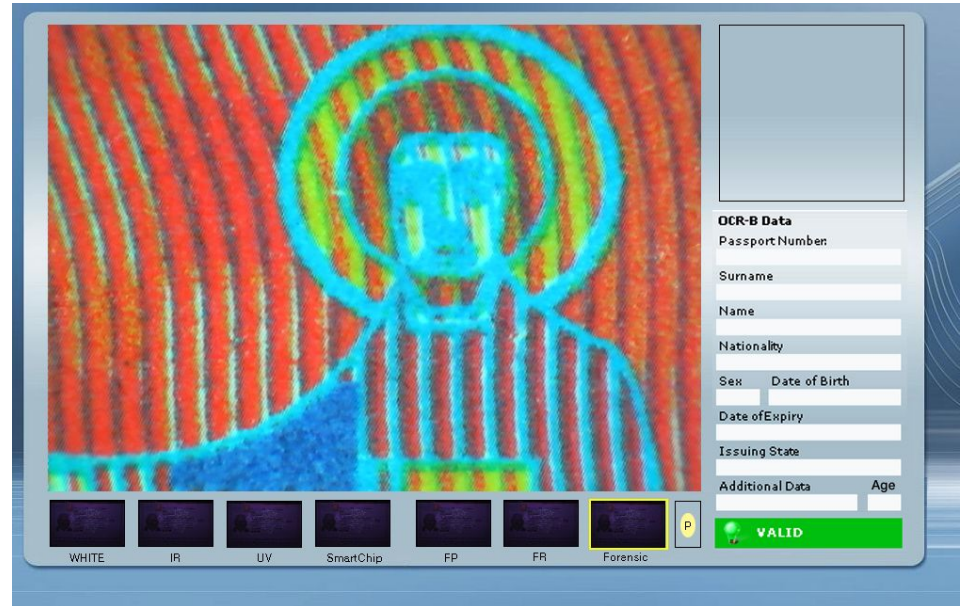 OCR-B Data
Passport Number:
Surname
Name
Nationality
Sex Date of Birth
Date of Expiry
Issuing State
Additional Data Age
VALID
P
WHITE IR UV SmartChip FP FR Forensic